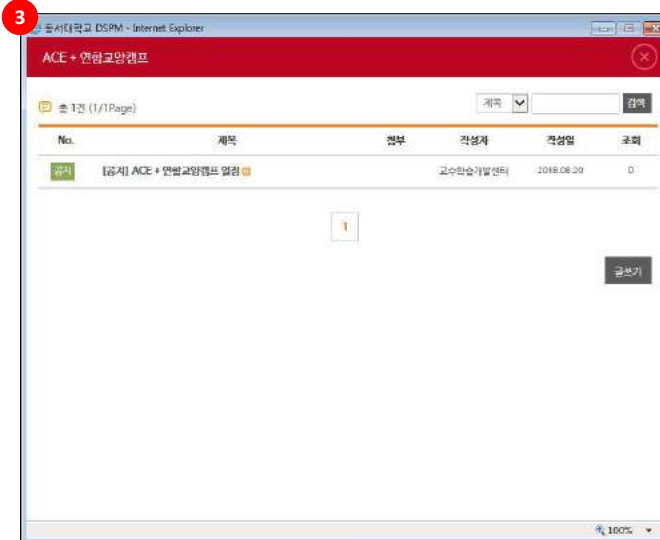 3
동서대학교 DSPM - Internet Explorer
ACE + 연합교양캠프
총 1건 (1/1Page)
제목
검색
No. 제목 첨부 작성자 작성일 조회
공지 [공지] ACE + 연합교양캠프 일정 교수학습개발센터 2018.08.20 0
1
글쓰기
100%